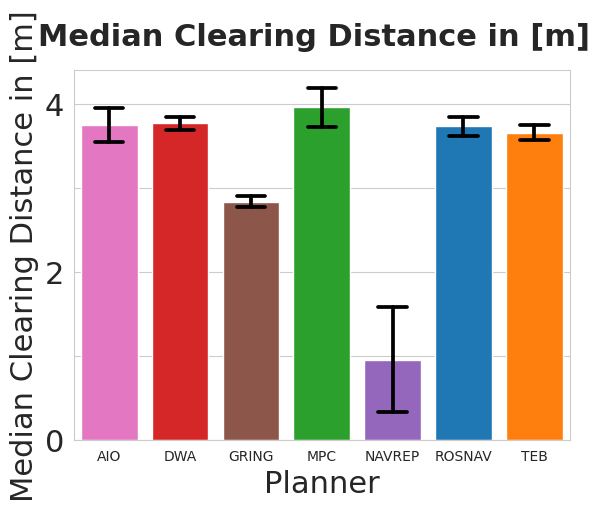 Median Clearing Distance in [m]
Median Clearing Distance in [m]
4
2
0
AIO DWA GRING MPC NAVREP ROSNAV TEB
Planner